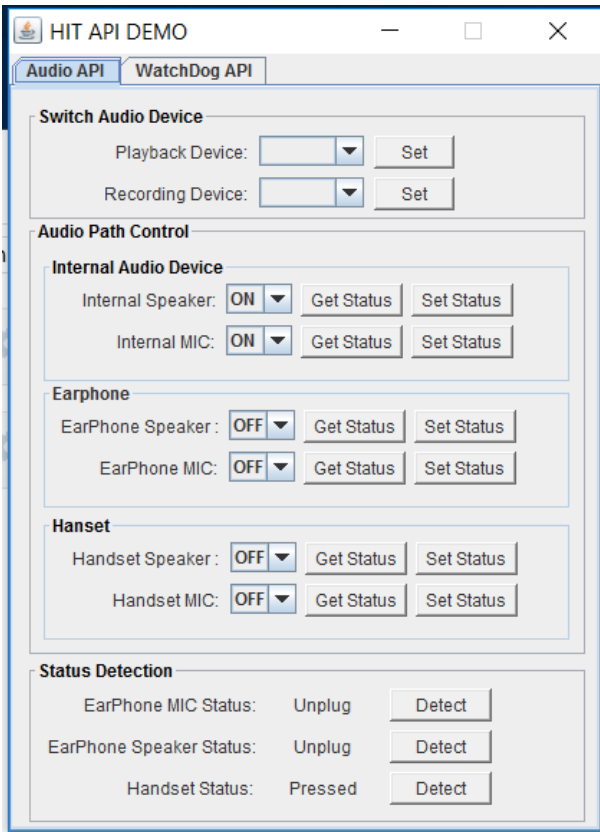 HIT API DEMO
Audio API WatchDog API
Switch Audio Device
Playback Device: Set
Recording Device: Set
Audio Path Control
Internal Audio Device
Internal Speaker: ON Get Status Set Status
Internal MIC: ON Get Status Set Status
Earphone
EarPhone Speaker : OFF Get Status Set Status
EarPhone MIC: OFF Get Status Set Status
Hanset
Handset Speaker : OFF Get Status Set Status
Handset MIC: OFF Get Status Set Status
Status Detection
EarPhone MIC Status: Unplug Detect
EarPhone Speaker Status: Unplug Detect
Handset Status: Pressed Detect